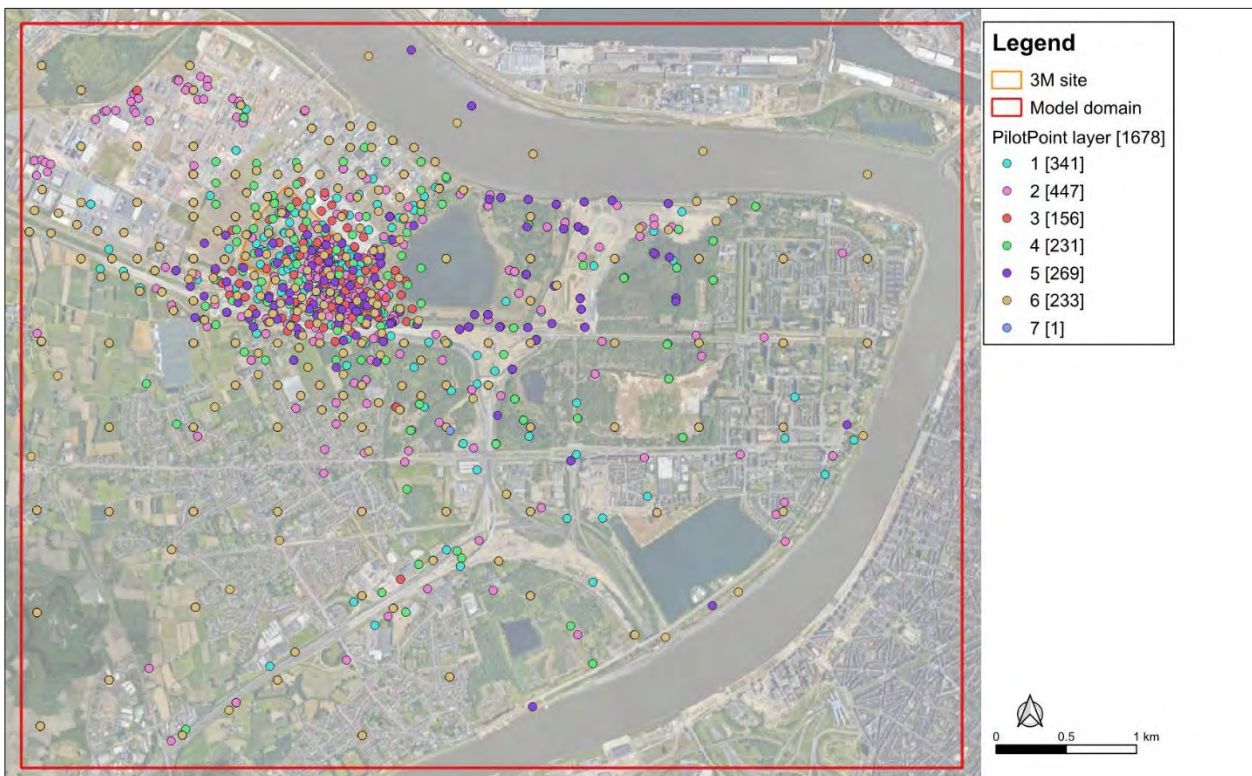 Legend
3M site
Model domain
PilotPoint layer [1678]
1 [341]
2 [447]
3 [156]
4 [231]
5 [269]
6 [233]
7 [1]
0 0.5 1 km